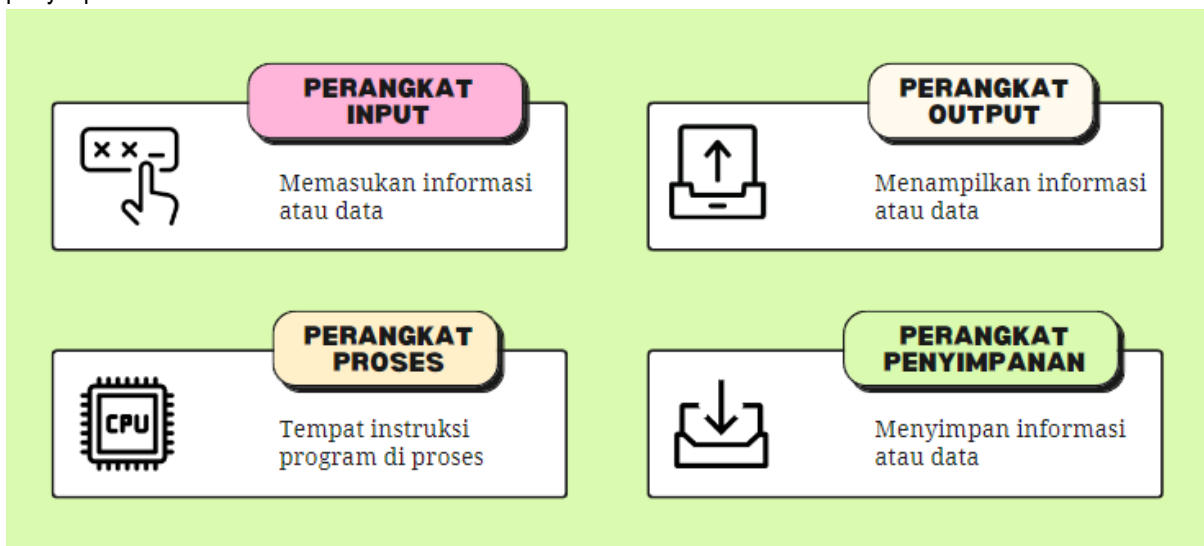 PERANGKAT
INPUT
Memasukan informasi
atau data
PERANGKAT
OUTPUT
Menampilkan informasi
atau data
PERANGKAT
PROSES
CPU
Tempat instruksi
program di proses
PERANGKAT
PENYIMPANAN
Menyimpan informasi
atau data